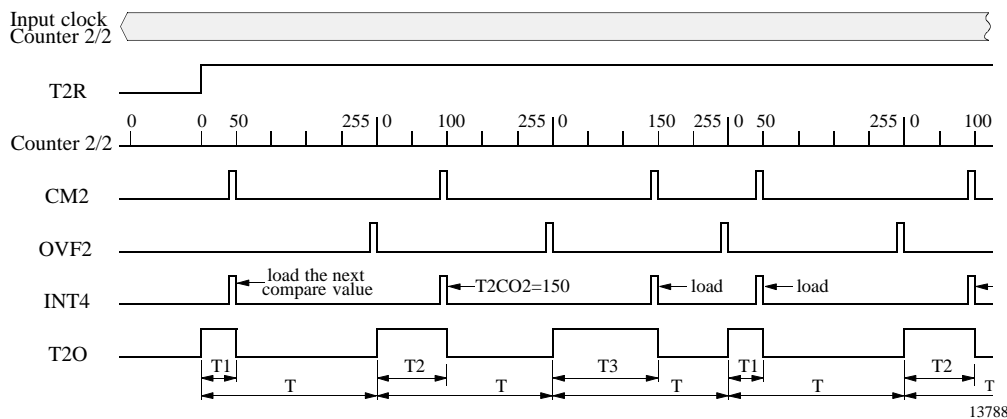 Input clock
Counter 2/2
T2R
0 0 50 255 0 100 255 0 150 255 0 50 255 0 100
Counter 2/2
CM2
OVF2
INT4
load the next
compare value
T2CO2=150
load
load
T2O
T1 T2 T3 T1 T2
T T T T T
13788